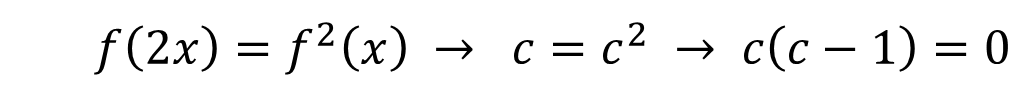 f(2x) = f²(x) → c = c² → c(c − 1) = 0